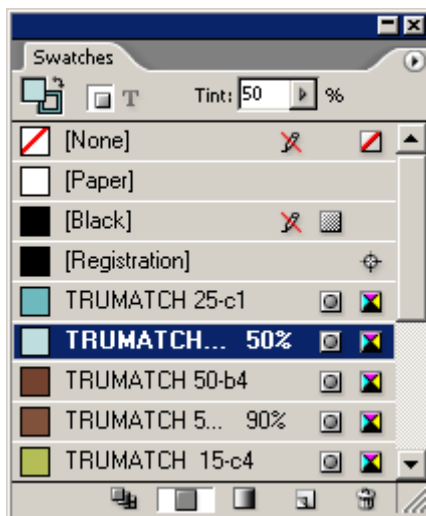 Swatches
T Tint: 50 %
[None]
[Paper]
[Black]
[Registration]
TRUMATCH 25-c1
TRUMATCH... 50%
TRUMATCH 50-b4
TRUMATCH 5... 90%
TRUMATCH 15-c4